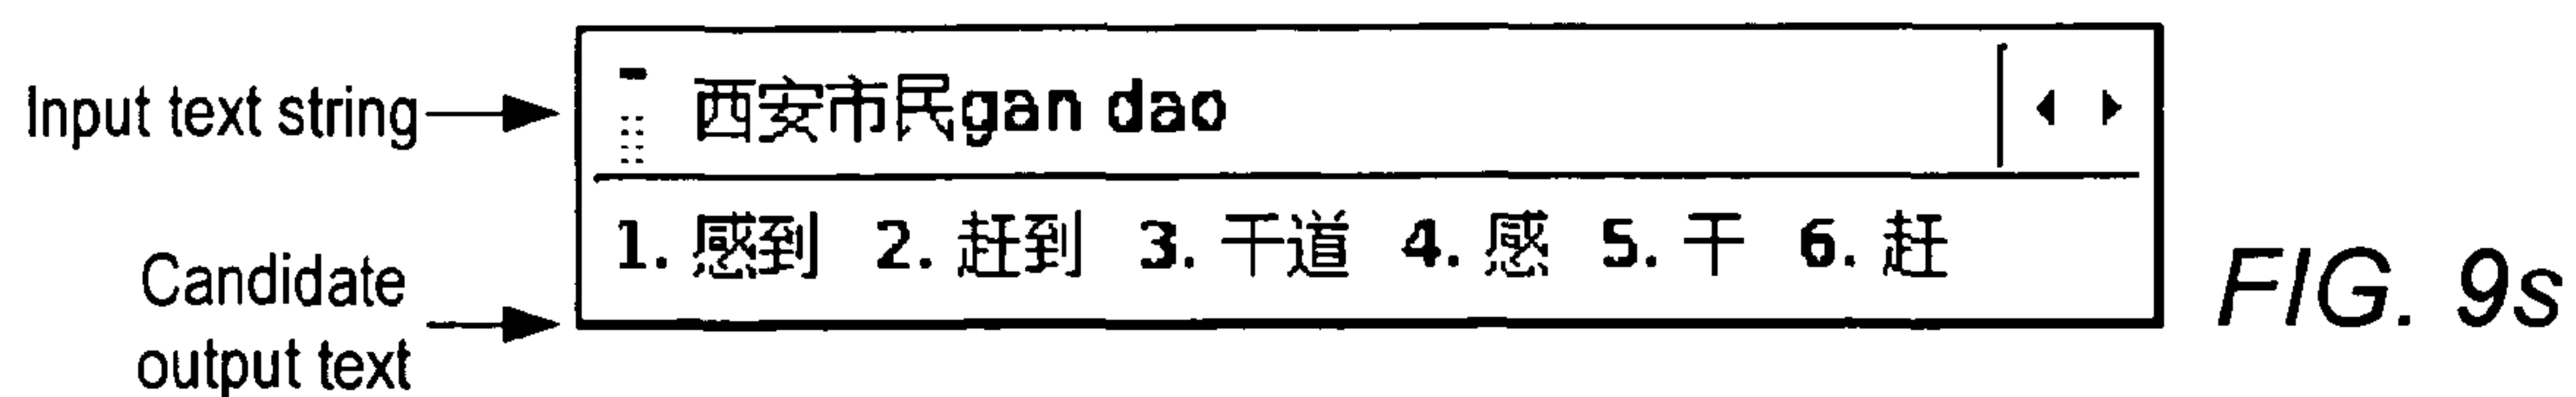 Input text string
西安市民gan dao
Candidate
output text
1. 感到 2. 赶到 3. 干道 4. 感 5. 干 6. 赶
FIG. 9s